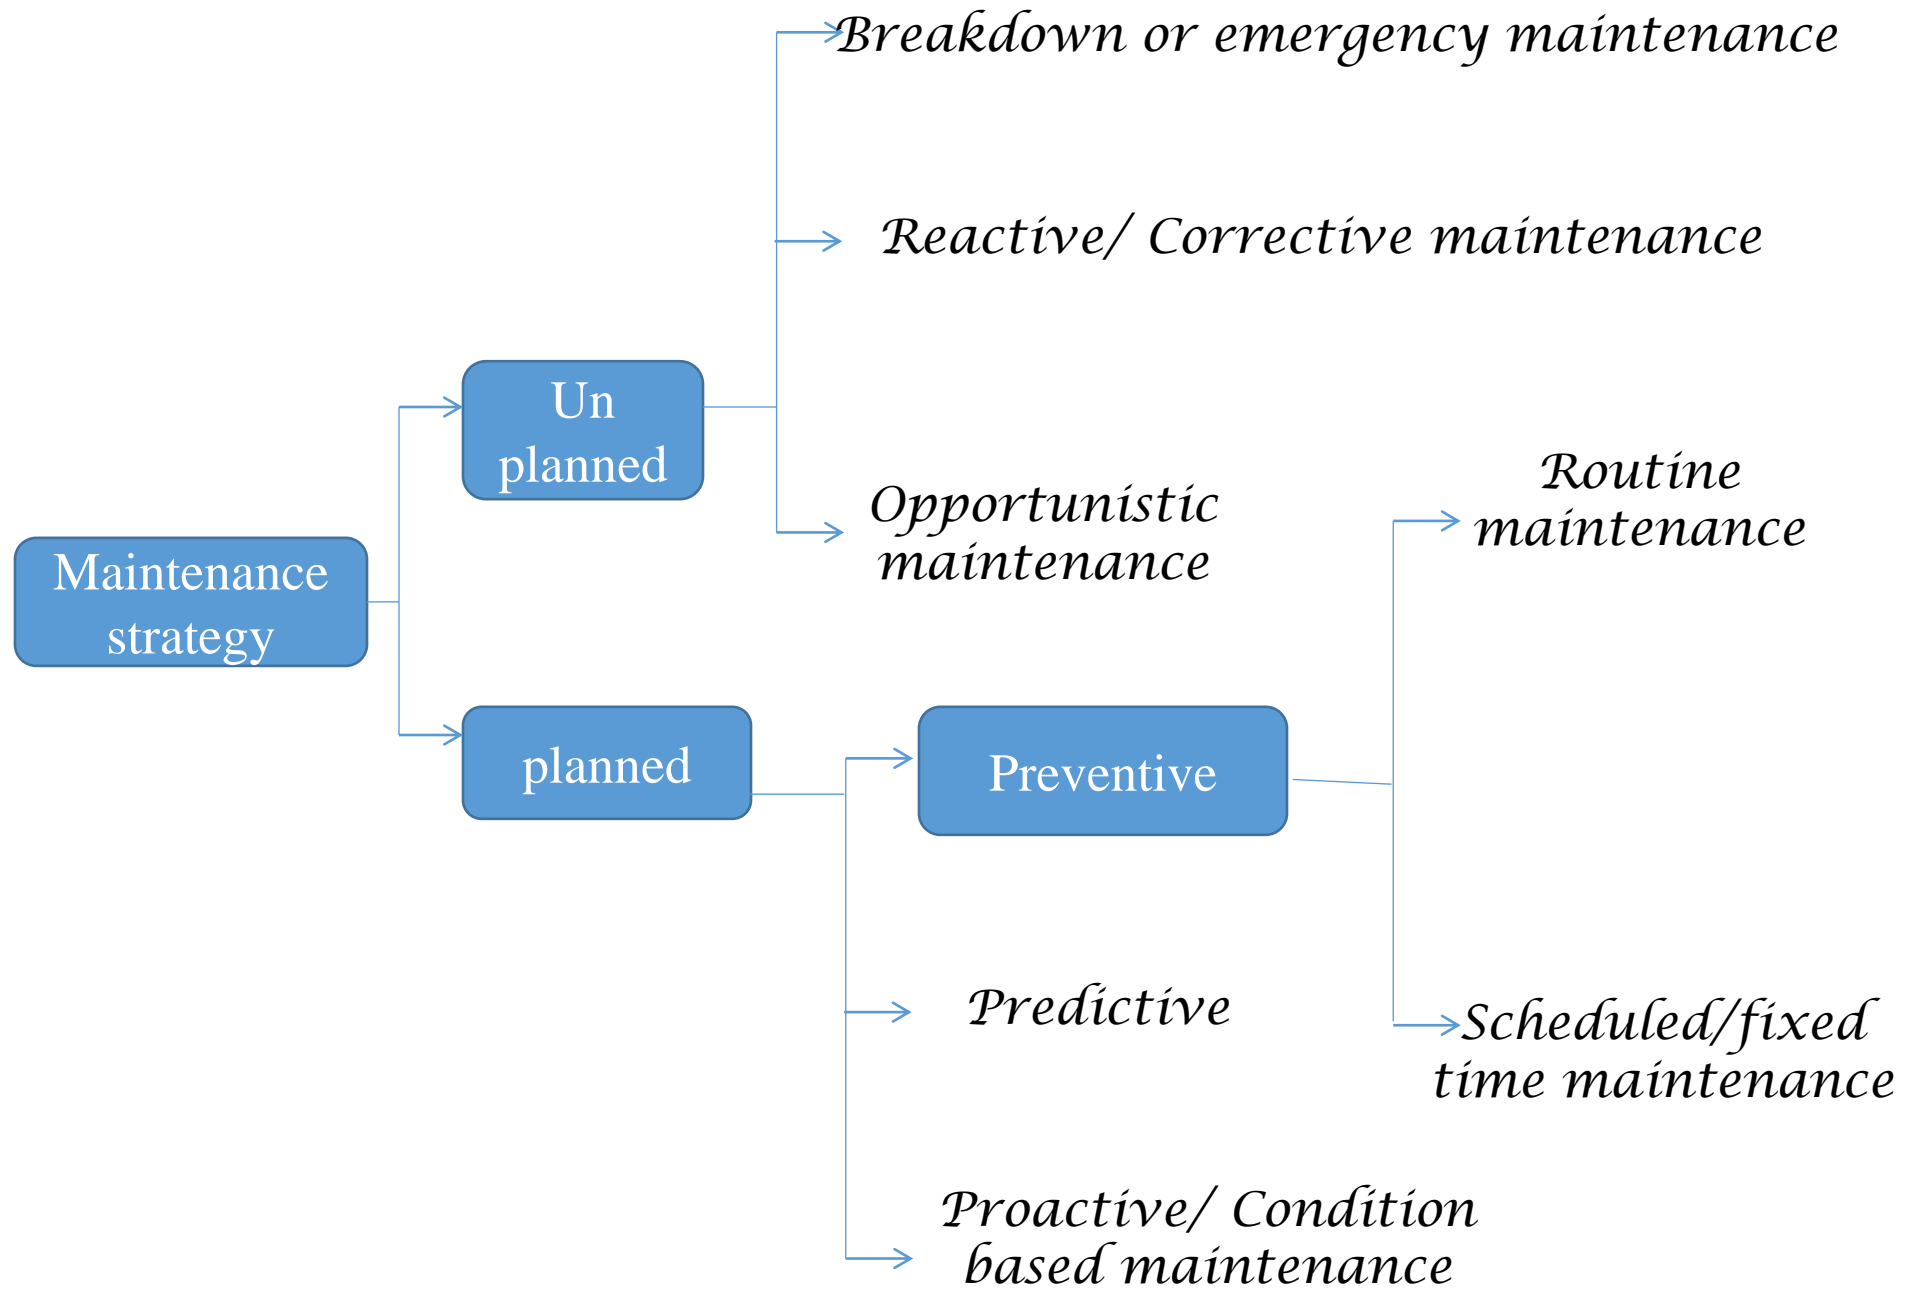 Breakdown or emergency maintenance
Reactive/ Corrective maintenance
Un
planned
Opportunistic
maintenance
Routine
maintenance
Maintenance
strategy
planned
Preventive
Predictive
Scheduled/fixed
time maintenance
Proactive/ Condition
based maintenance